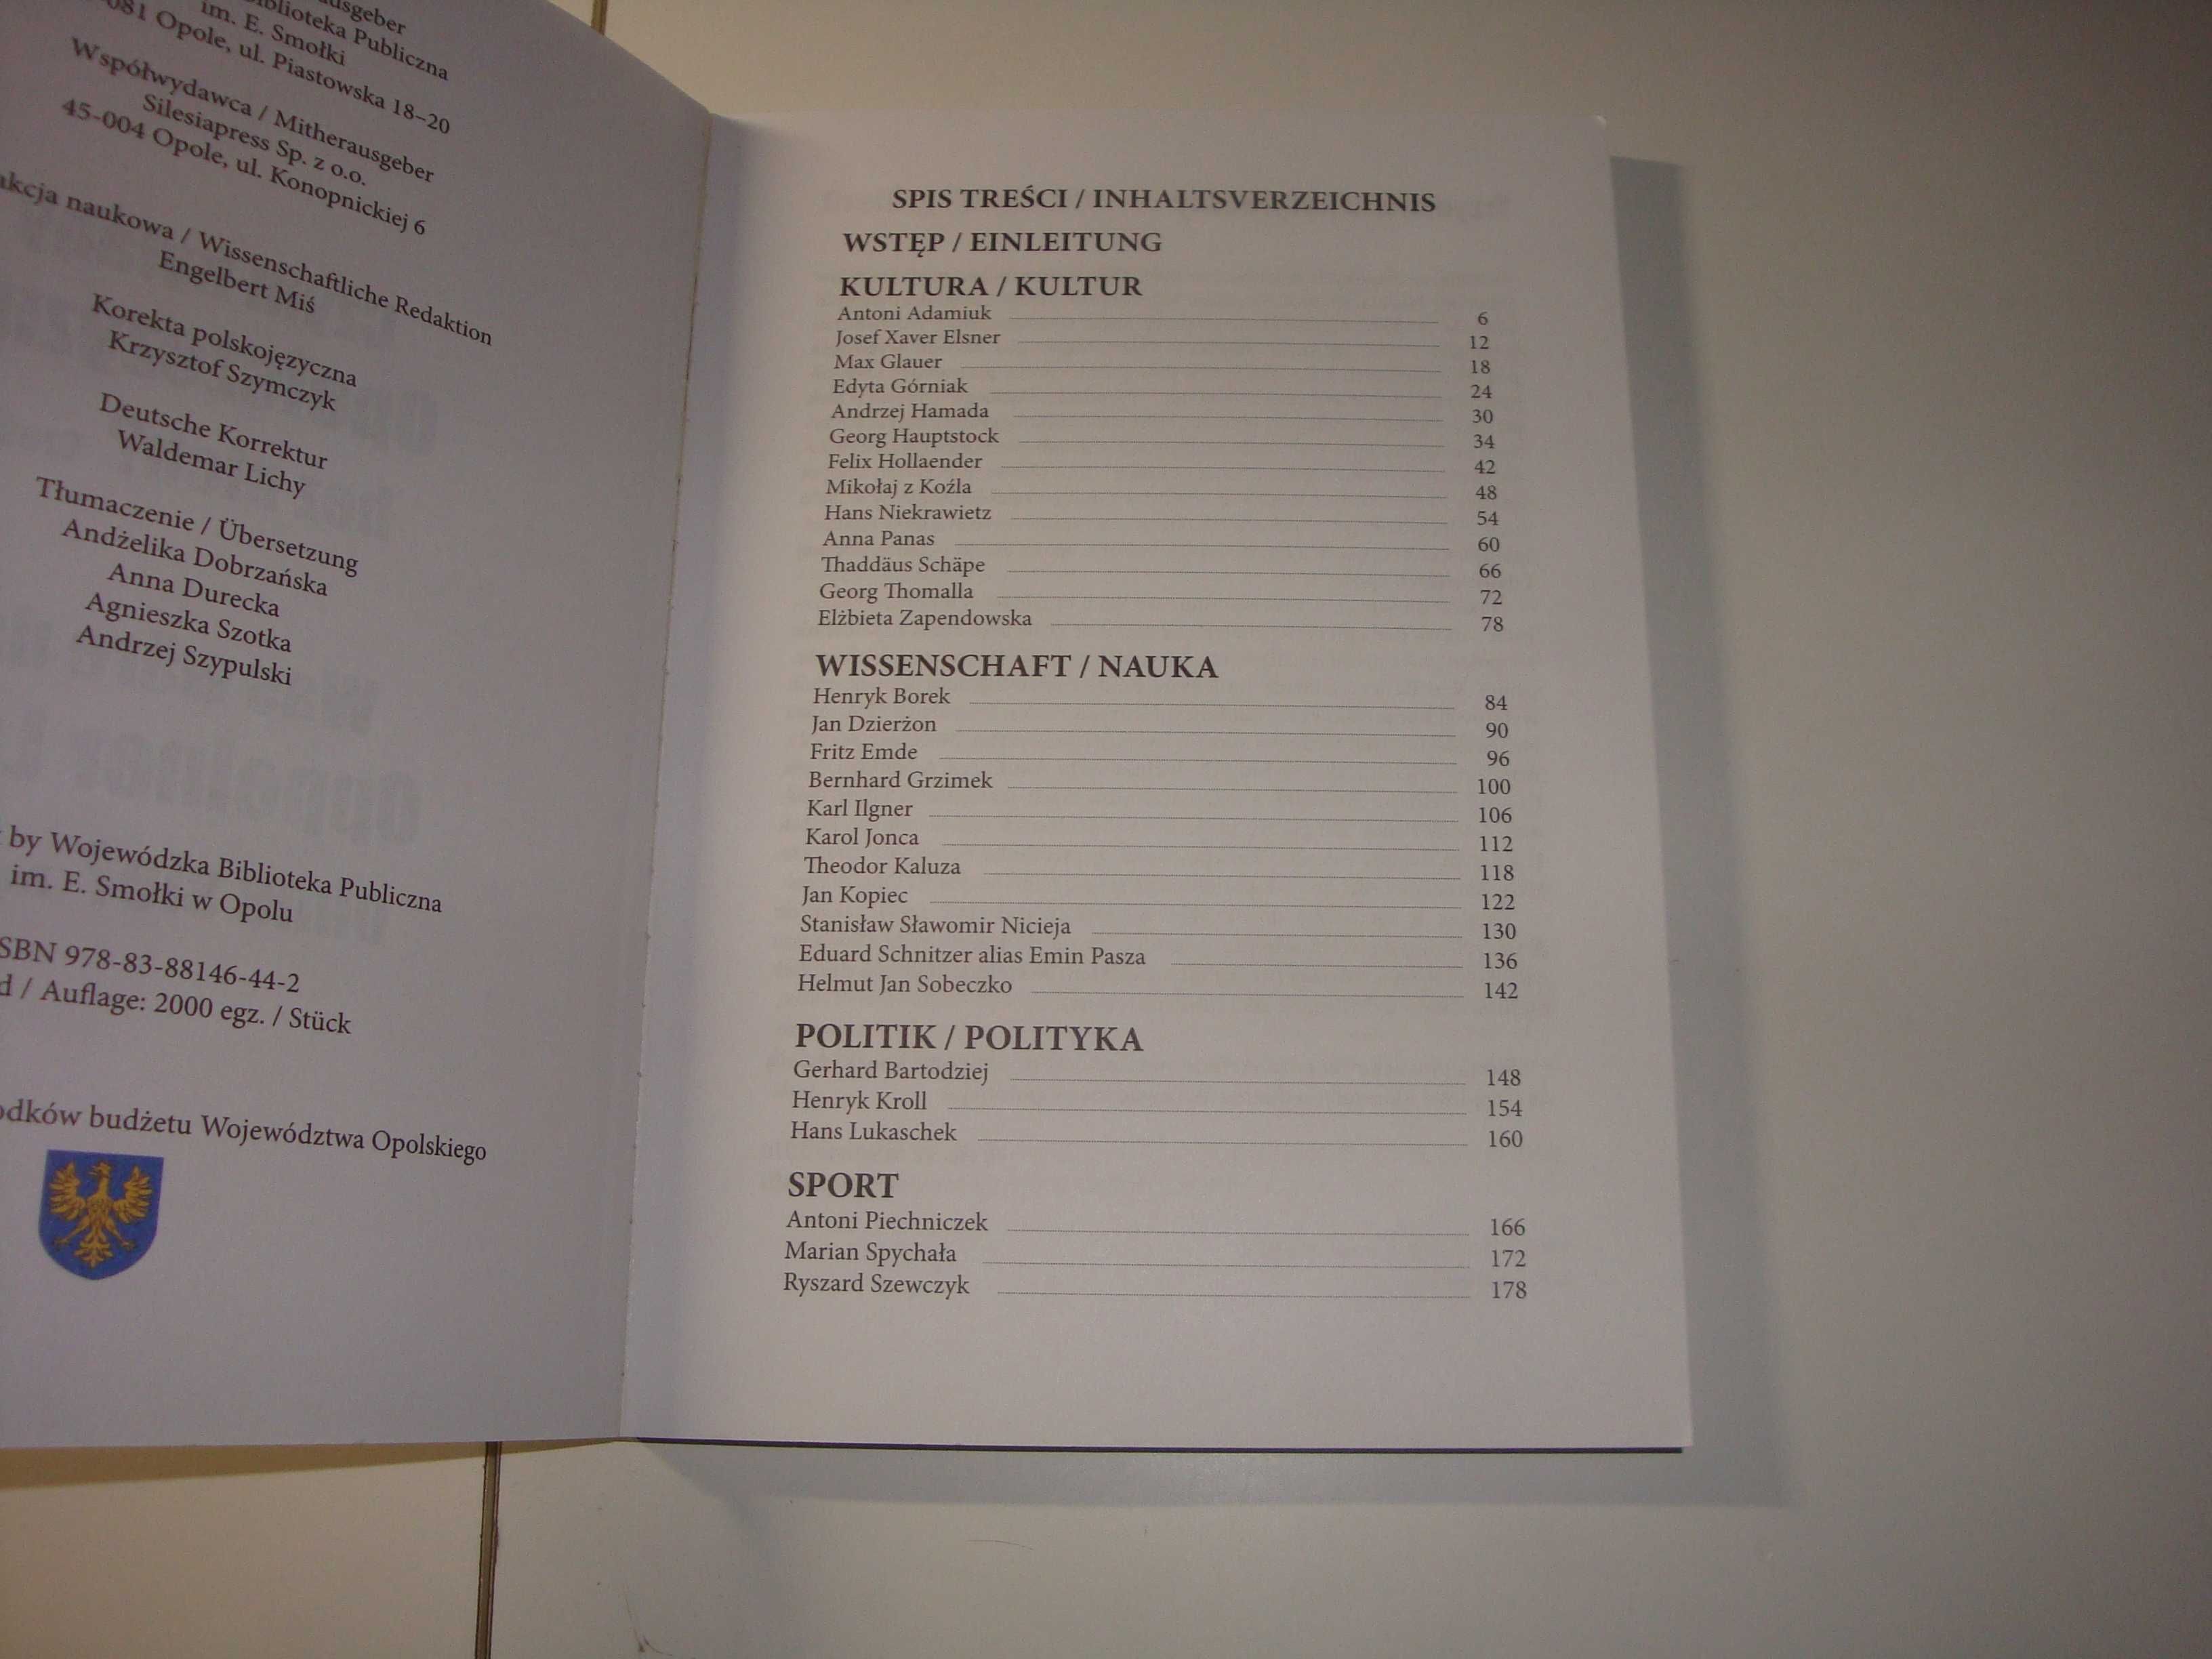 Biblioteka Publiczna
im. E. Smołki
Opole, ul. Piastowska 18–20
Współwydawca / Mitherausgeber
Silesiapress Sp. z o.o.
45-004 Opole, ul. Konopnickiej 6
naukowa / Wissenschaftliche Redaktion
Engelbert Miś
Korekta polskojęzyczna
Krzysztof Szymczyk
Deutsche Korrektur
Waldemar Lichy
Tłumaczenie / Übersetzung
Andżelika Dobrzańska
Anna Durecka
Agnieszka Szotka
Andrzej Szypulski
by Wojewódzka Biblioteka Publiczna
im. E. Smołki w Opolu
SBN 978-83-88146-44-2
d / Auflage: 2000 egz. / Stück
budżetu Województwa Opolskiego
SPIS TREŚCI / INHALTSVERZEICHNIS
WSTĘP / EINLEITUNG
KULTURA / KULTUR
Antoni Adamiuk 6
Josef Xaver Elsner 12
Max Glauer 18
Edyta Górniak 24
Andrzej Hamada 30
Georg Hauptstock 34
Felix Hollaender 42
Mikołaj z Koźla 48
Hans Niekrawietz 54
Anna Panas 60
Thaddäus Schäpe 66
Georg Thomalla 72
Elżbieta Zapendowska 78
WISSENSCHAFT / NAUKA
Henryk Borek 84
Jan Dzierżon 90
Fritz Emde 96
Bernhard Grzimek 100
Karl Ilgner 106
Karol Jonca 112
Theodor Kaluza 118
Jan Kopiec 122
Stanisław Sławomir Nicieja 130
Eduard Schnitzer alias Emin Pasza 136
Helmut Jan Sobeczko 142
POLITIK / POLITYKA
Gerhard Bartodziej 148
Henryk Kroll 154
Hans Lukaschek 160
SPORT
Antoni Piechniczek 166
Marian Spychała 172
Ryszard Szewczyk 178